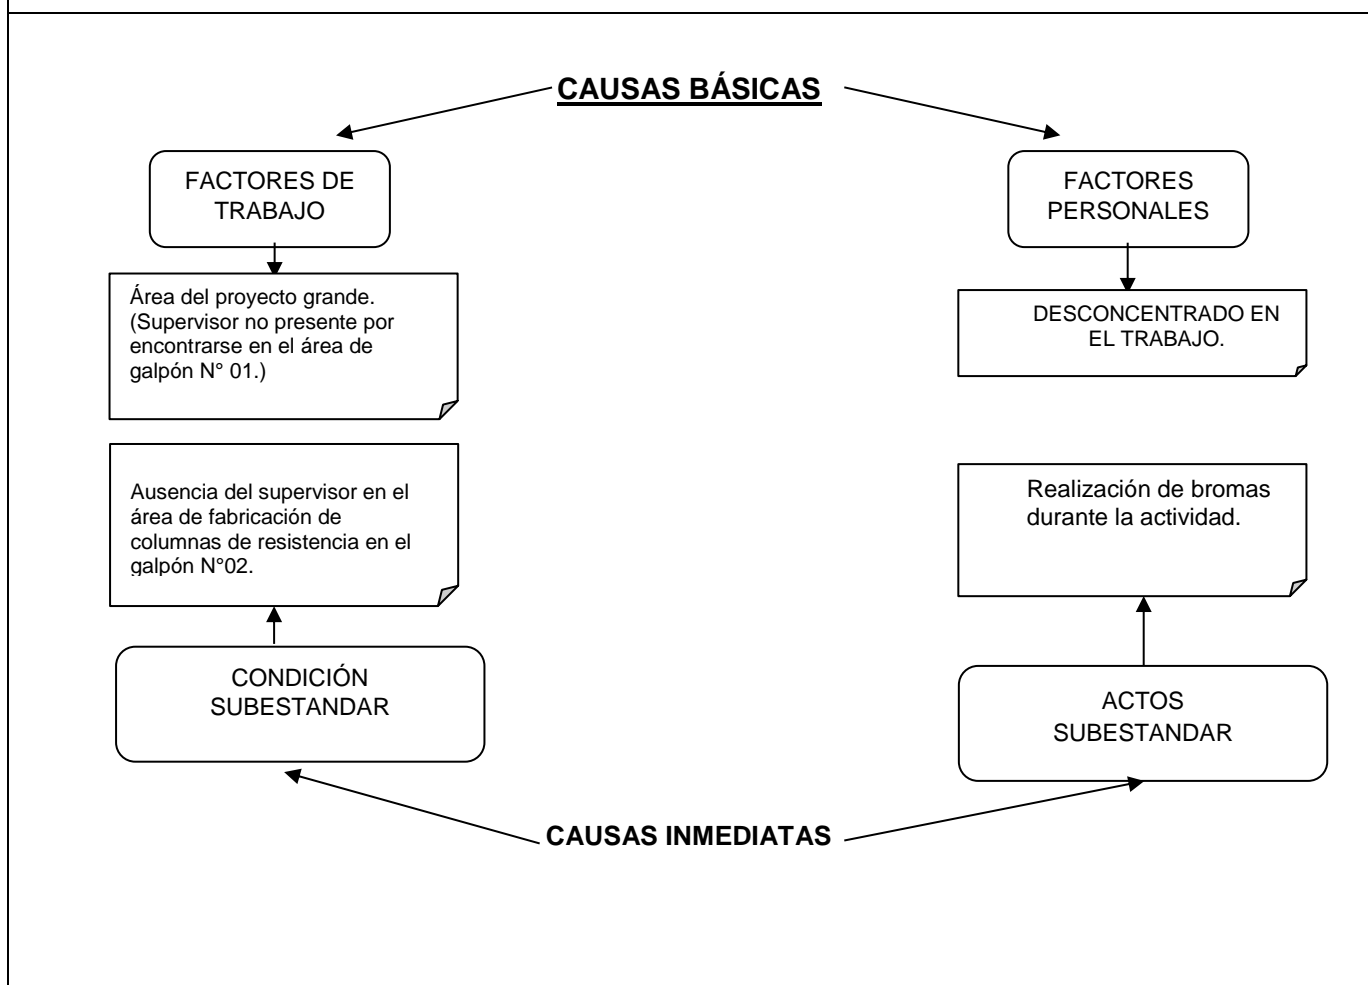 CAUSAS BÁSICAS
FACTORES DE
TRABAJO
FACTORES
PERSONALES
Área del proyecto grande.
(Supervisor no presente por
encontrarse en el área de
galpón N° 01.)
DESCONCENTRADO EN
EL TRABAJO.
Ausencia del supervisor en el
área de fabricación de
columnas de resistencia en el
galpón N°02.
Realización de bromas
durante la actividad.
CONDICIÓN
SUBESTANDAR
ACTOS
SUBESTANDAR
CAUSAS INMEDIATAS